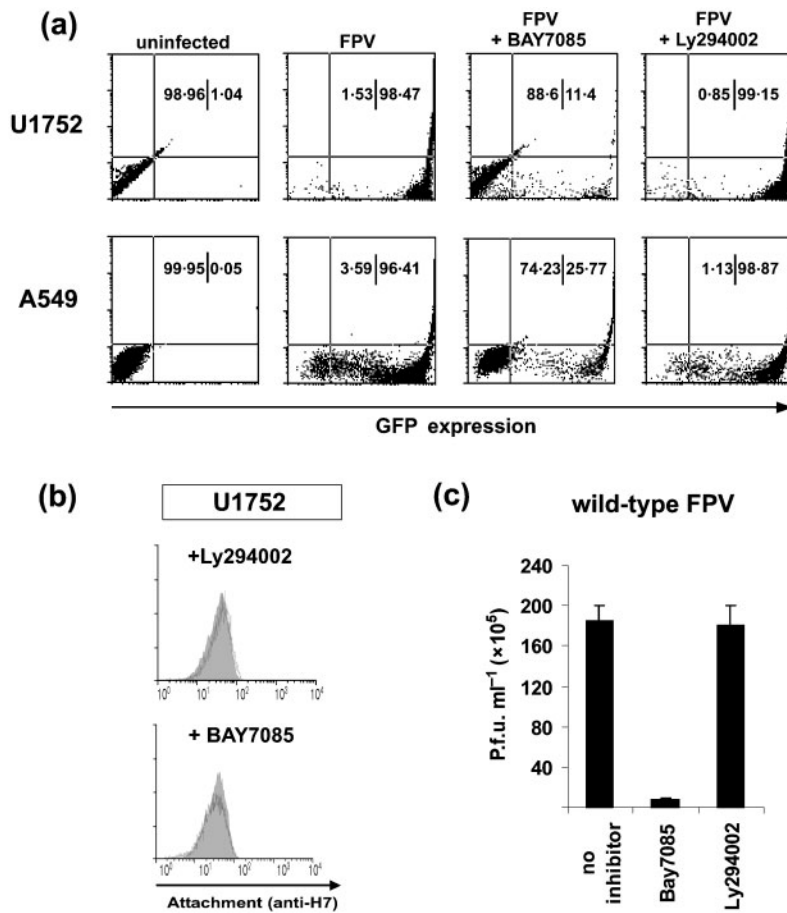 (a)
uninfected
FPV
FPV
+ BAY7085
FPV
+ Ly294002
U1752
98·96 1·04
1·53 98·47
88·6 11·4
0·85 99·15
A549
99·95 0·05
3·59 96·41
74·23 25·77
1·13 98·87
GFP expression
(b)
U1752
+Ly294002
10⁰ 10¹ 10² 10³ 10⁴
+ BAY7085
10⁰ 10¹ 10² 10³ 10⁴
Attachment (anti-H7)
(c)
wild-type FPV
P.f.u. ml⁻¹ (×10⁵)
240
200
160
120
80
40
no inhibitor
Bay7085
Ly294002